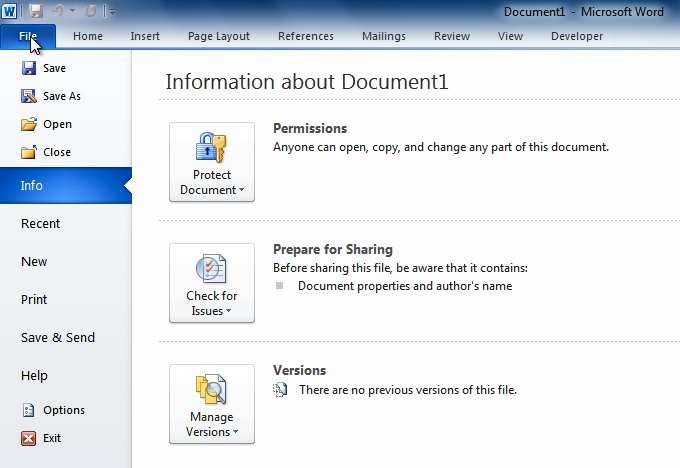 Document1 - Microsoft Word
File Home Insert Page Layout References Mailings Review View Developer
Save
Save As
Open
Close
Info
Recent
New
Print
Save & Send
Help
Options
Exit
Information about Document1
Protect
Document
Permissions
Anyone can open, copy, and change any part of this document.
Check for
Issues
Prepare for Sharing
Before sharing this file, be aware that it contains:
Document properties and author's name
Manage
Versions
Versions
There are no previous versions of this file.